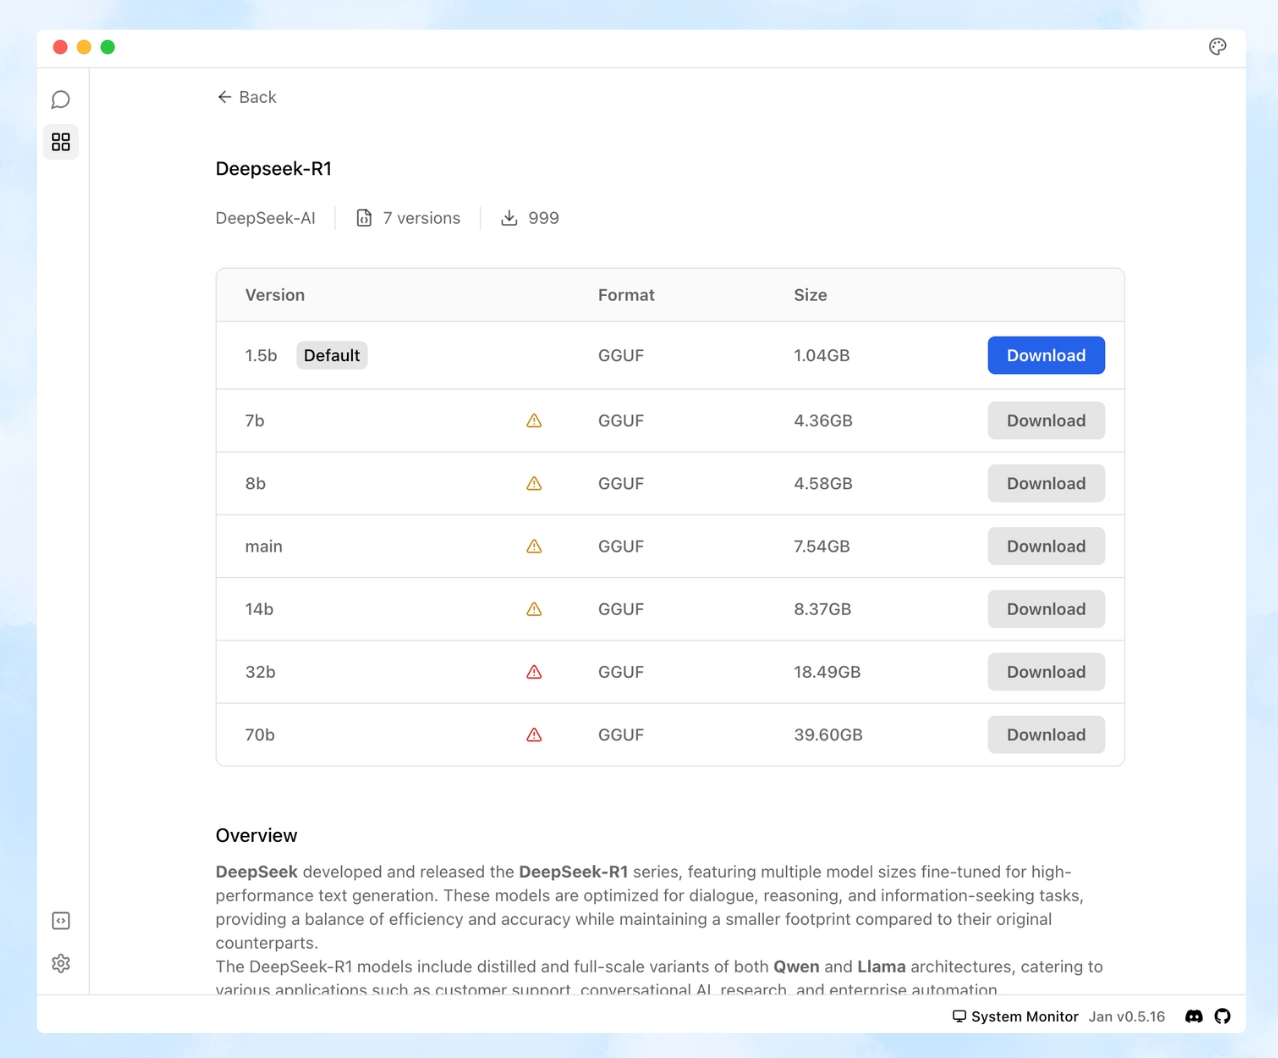 Back
Deepseek-R1
DeepSeek-AI 7 versions 999
Version Format Size
1.5b Default GGUF 1.04GB Download
7b GGUF 4.36GB Download
8b GGUF 4.58GB Download
main GGUF 7.54GB Download
14b GGUF 8.37GB Download
32b GGUF 18.49GB Download
70b GGUF 39.60GB Download
Overview
DeepSeek developed and released the DeepSeek-R1 series, featuring multiple model sizes fine-tuned for high-
performance text generation. These models are optimized for dialogue, reasoning, and information-seeking tasks,
providing a balance of efficiency and accuracy while maintaining a smaller footprint compared to their original
counterparts.
The DeepSeek-R1 models include distilled and full-scale variants of both Qwen and Llama architectures, catering to
various applications such as customer support, conversational AI, research, and enterprise automation.
System Monitor Jan v0.5.16